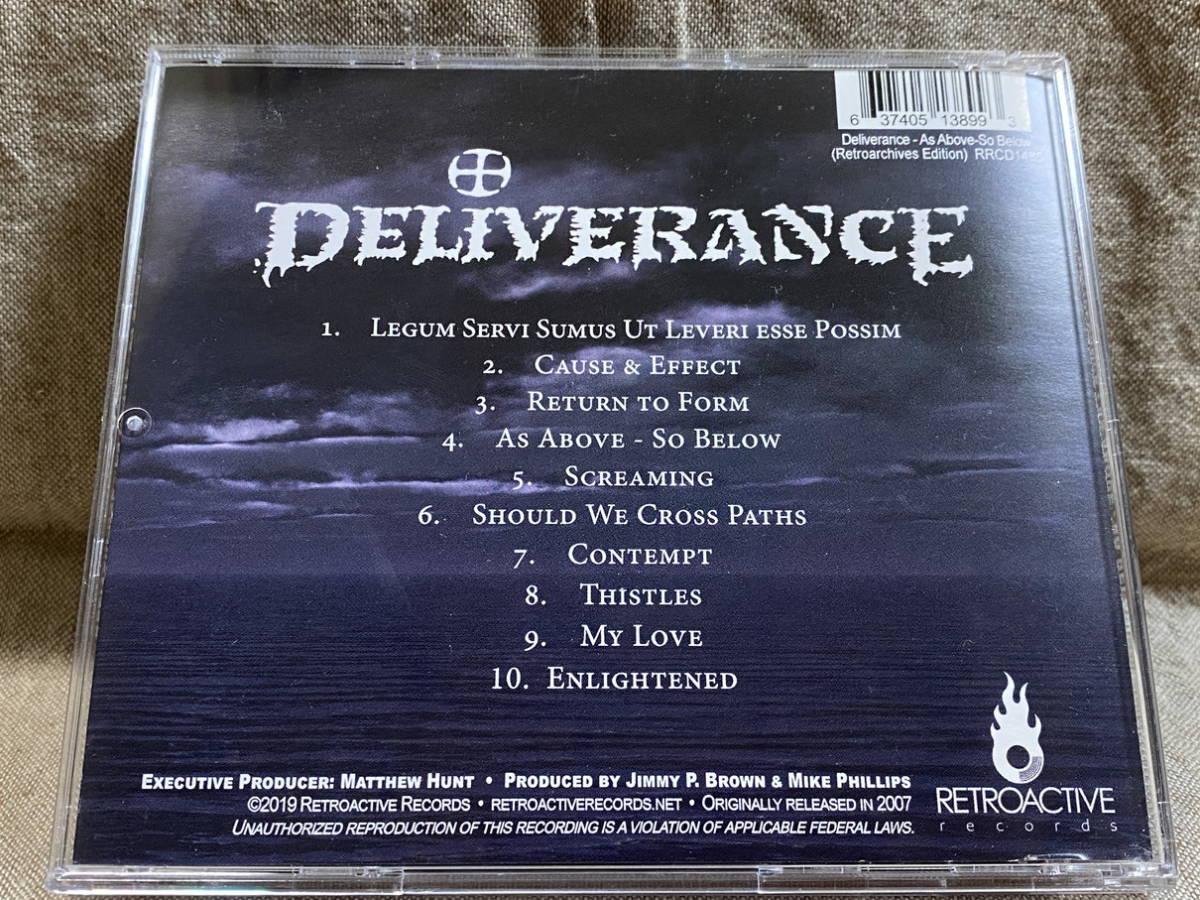 6 37405 13899 3
Deliverance - As Above-So Below
(Retroarchives Edition) RRCD
DELIVERANCE
1. LEGUM SERVI SUMUS UT LEVERI ESSE POSSIM
2. CAUSE & EFFECT
3. RETURN TO FORM
4. AS ABOVE - SO BELOW
5. SCREAMING
6. SHOULD WE CROSS PATHS
7. CONTEMPT
8. THISTLES
9. MY LOVE
10. ENLIGHTENED
EXECUTIVE PRODUCER: MATTHEW HUNT • PRODUCED BY JIMMY P. BROWN & MIKE PHILLIPS
©2019 RETROACTIVE RECORDS • RETROACTIVERECORDS.NET • ORIGINALLY RELEASED IN 2007
UNAUTHORIZED REPRODUCTION OF THIS RECORDING IS A VIOLATION OF APPLICABLE FEDERAL LAWS.
RETROACTIVE
records